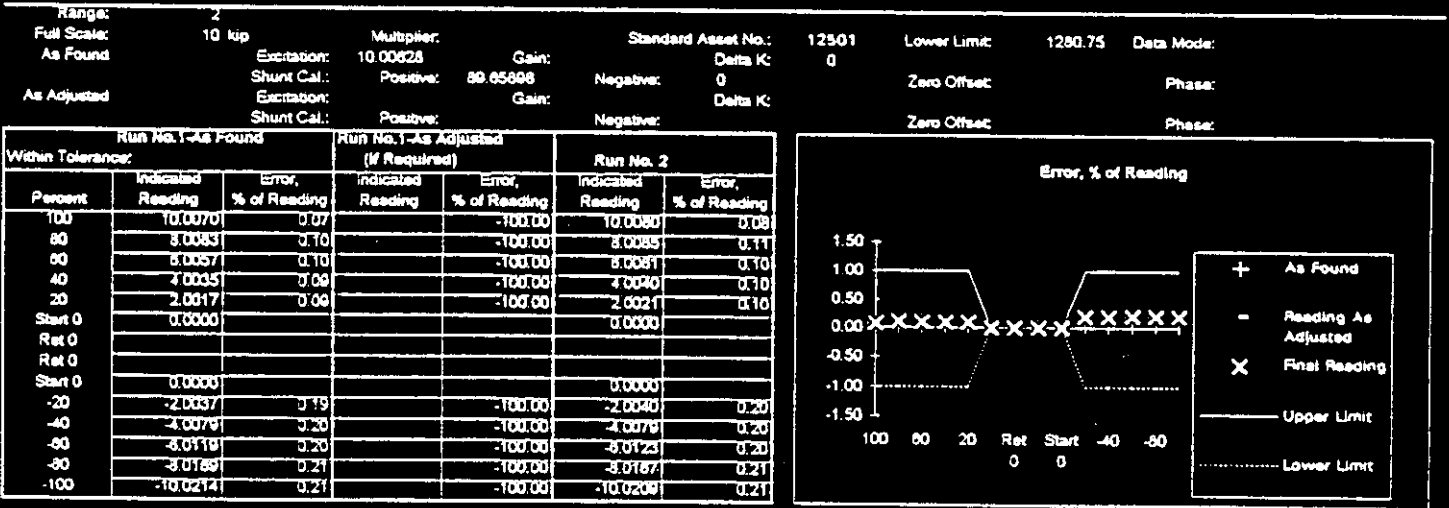 Range: 2
Full Scale: 10 kip Multiplier: Standard Asset No.: 12501 Lower Limit: 1280.75 Data Mode:
As Found Excitation: 10.00628 Gain: Delta K: 0
Shunt Cal.: Positive: 89.65898 Negative: 0 Zero Offset: Phase:
As Adjusted Excitation: Gain: Delta K:
Shunt Cal.: Positive: Negative: Zero Offset: Phase:
Run No.1-As Found Run No.1-As Adjusted
Within Tolerance: (If Required) Run No. 2
Indicated Error, Indicated Error, Indicated Error,
Percent Reading % of Reading Reading % of Reading Reading % of Reading
100 10.0070 0.07 -100.00 10.0080 0.08
80 8.0083 0.10 -100.00 8.0085 0.11
60 6.0057 0.10 -100.00 6.0061 0.10
40 4.0035 0.09 -100.00 4.0040 0.10
20 2.0017 0.09 -100.00 2.0021 0.10
Start 0 0.0000 0.0000
Ret 0
Ret 0
Start 0 0.0000 0.0000
-20 -2.0037 0.19 -100.00 -2.0040 0.20
-40 -4.0079 0.20 -100.00 -4.0079 0.20
-60 -6.0119 0.20 -100.00 -6.0123 0.20
-80 -8.0169 0.21 -100.00 -8.0167 0.21
-100 -10.0214 0.21 -100.00 -10.0209 0.21
Error, % of Reading
1.50
1.00
0.50
0.00
-0.50
-1.00
-1.50
100 60 20 Ret 0 Start 0 -40 -80
As Found
Reading As
Adjusted
Final Reading
Upper Limit
Lower Limit